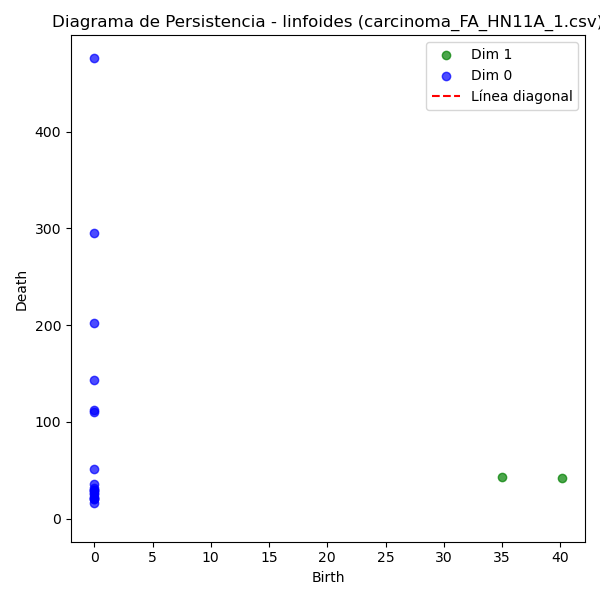 Diagrama de Persistencia - linfoides (carcinoma_FA_HN11A_1.csv)
Dim 1
Dim 0
Línea diagonal
Death
400
300
200
100
0
0 5 10 15 20 25 30 35 40
Birth